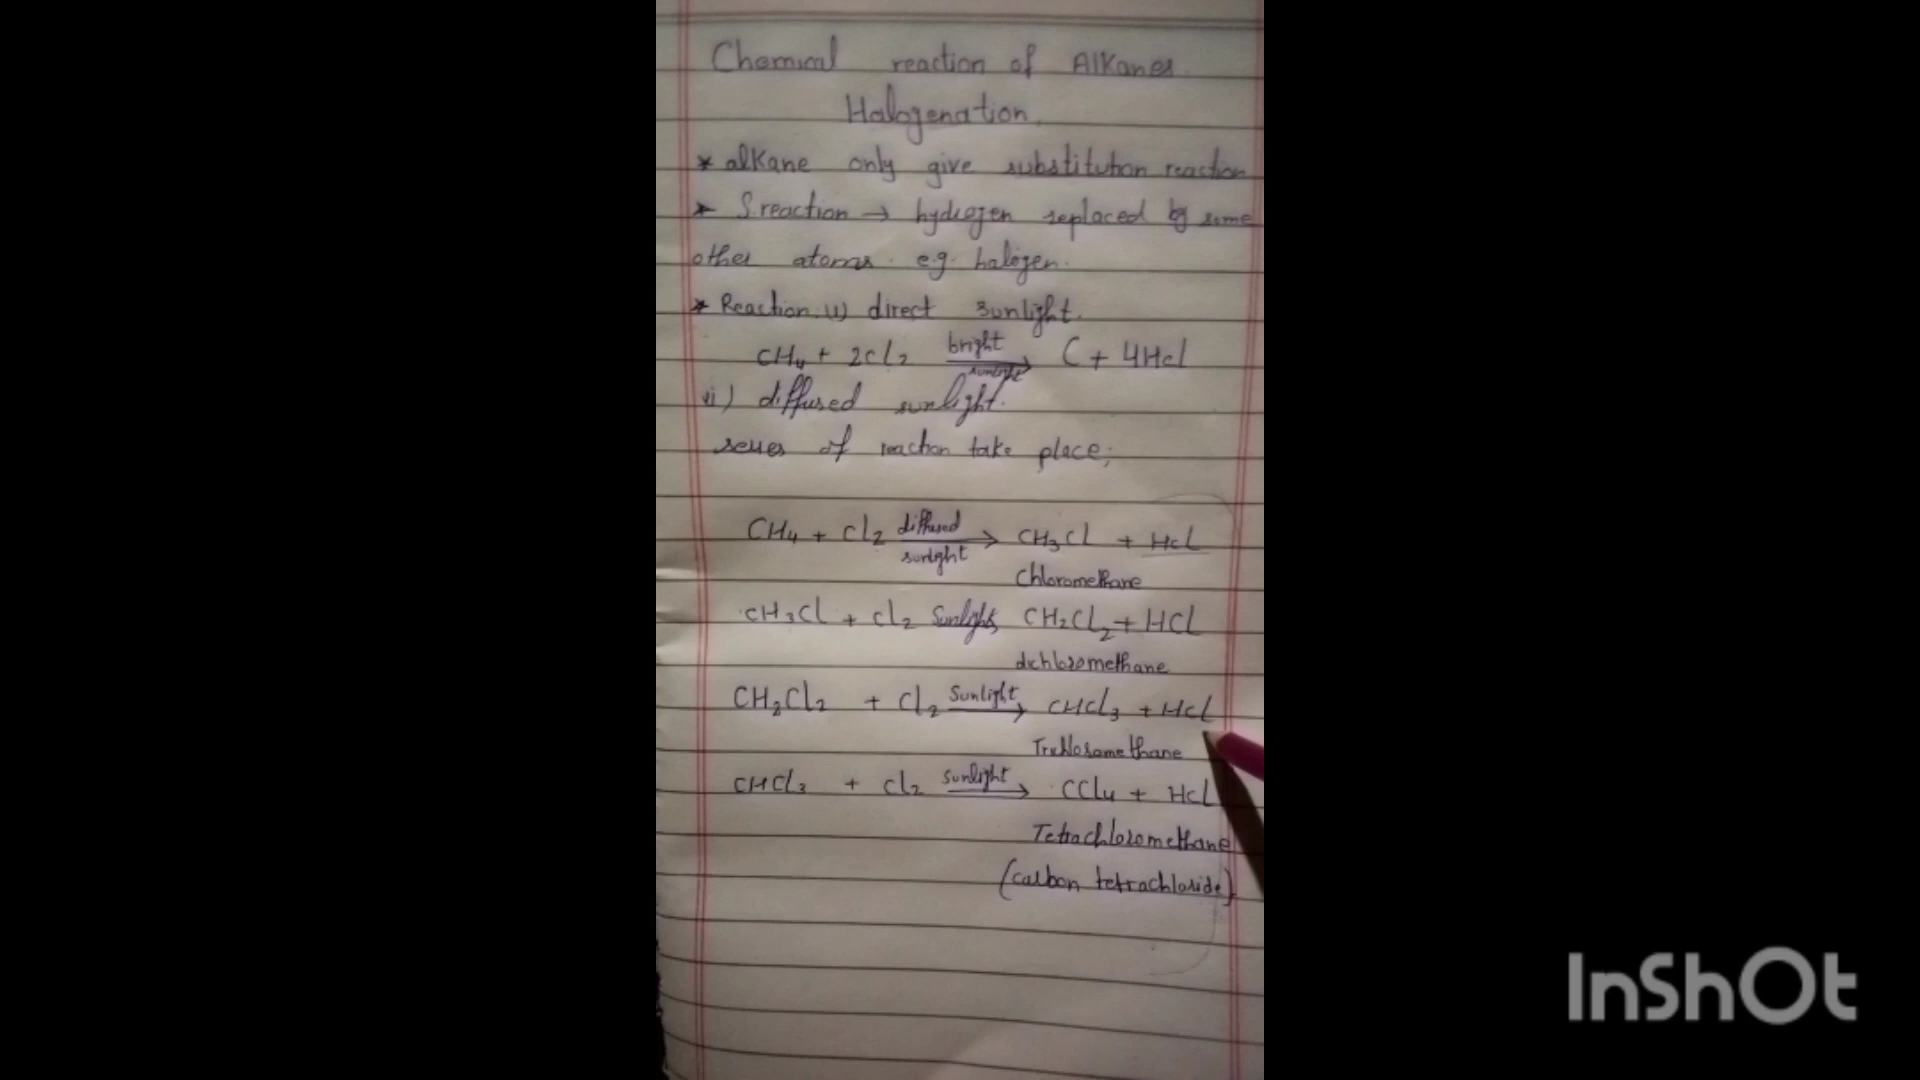 Chemical reaction of Alkanes.
Halogenation.
* alkane only give substitution reaction
* S.reaction → hydrogen replaced by some
other atoms. e.g. halogen.
* Reaction. (i) direct sunlight.
CH4 + 2Cl2 bright sunlight → C + 4HCl
ii) diffused sunlight.
series of reaction take place;
CH4 + Cl2 diffused sunlight → CH3Cl + HCl
Chloromethane
CH3Cl + Cl2 Sunlight → CH2Cl2 + HCl
dichloromethane
CH2Cl2 + Cl2 Sunlight → CHCl3 + HCl
Trichloromethane
CHCl3 + Cl2 sunlight → CCl4 + HCl
Tetrachloromethane
(carbon tetrachloride)
InShOt